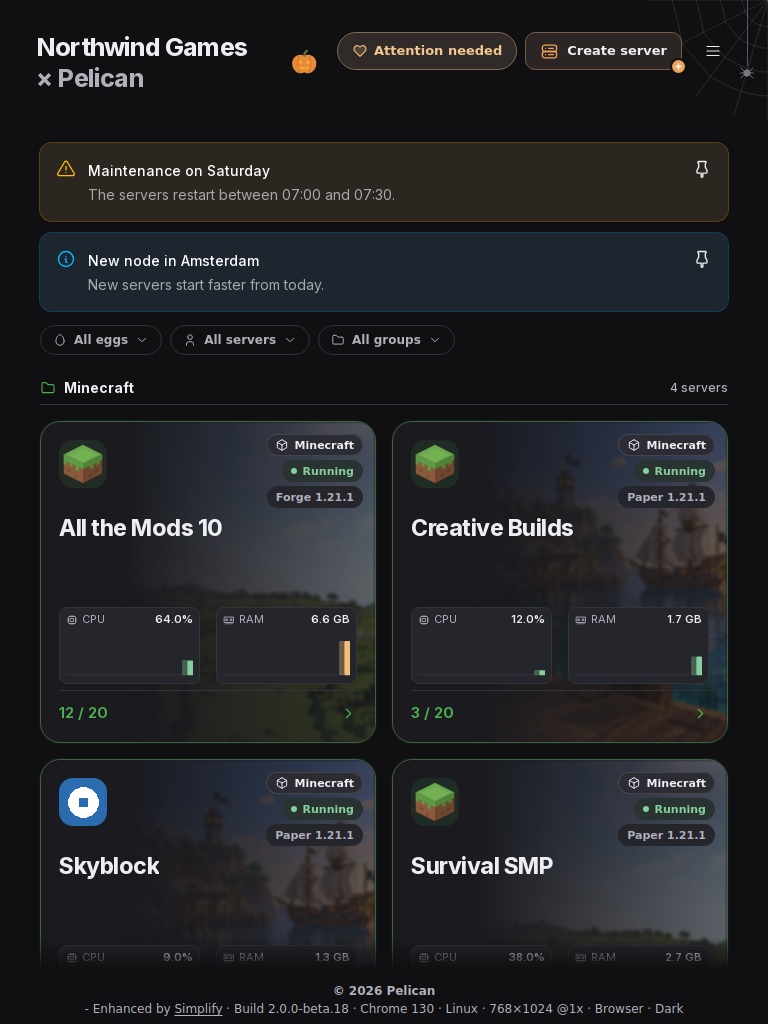 Northwind Games
× Pelican
Attention needed
Create server
Maintenance on Saturday
The servers restart between 07:00 and 07:30.
New node in Amsterdam
New servers start faster from today.
All eggs
All servers
All groups
Minecraft
4 servers
Minecraft
Running
Forge 1.21.1
All the Mods 10
CPU 64.0%
RAM 6.6 GB
12 / 20
Minecraft
Running
Paper 1.21.1
Creative Builds
CPU 12.0%
RAM 1.7 GB
3 / 20
Minecraft
Running
Paper 1.21.1
Skyblock
CPU 9.0%
RAM 1.3 GB
Minecraft
Running
Paper 1.21.1
Survival SMP
CPU 38.0%
RAM 2.7 GB
© 2026 Pelican
- Enhanced by Simplify · Build 2.0.0-beta.18 · Chrome 130 · Linux · 768×1024 @1x · Browser · Dark